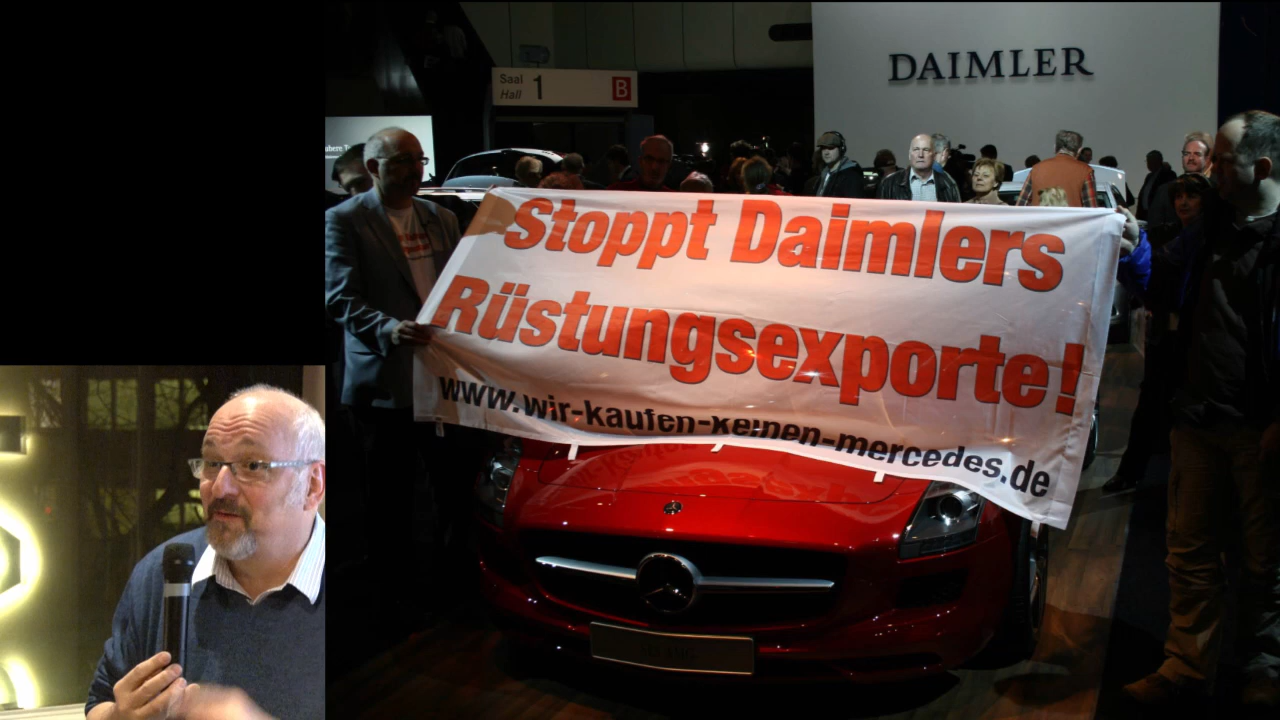 DAIMLER
Saal
Hall 1 B
Stoppt Daimlers
Rüstungsexporte!
www.wir-kaufen-keinen-mercedes.de